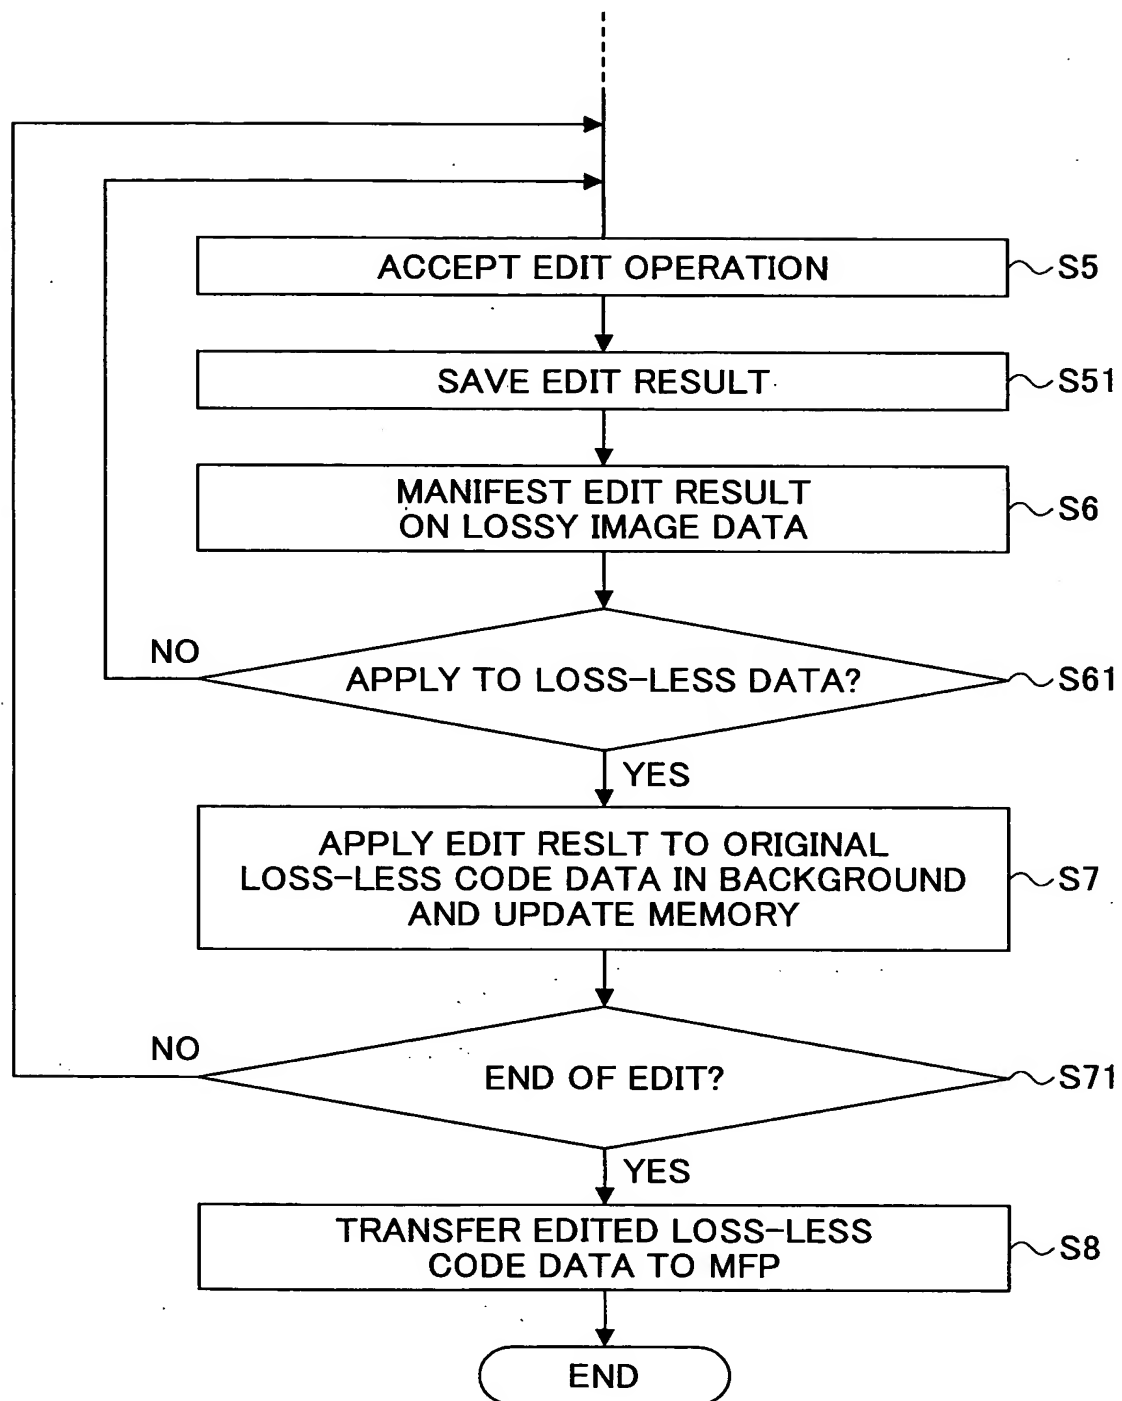 ACCEPT EDIT OPERATION
S5
SAVE EDIT RESULT
S51
MANIFEST EDIT RESULT
ON LOSSY IMAGE DATA
S6
NO
APPLY TO LOSS-LESS DATA?
S61
YES
APPLY EDIT RESLT TO ORIGINAL
LOSS-LESS CODE DATA IN BACKGROUND
AND UPDATE MEMORY
S7
NO
END OF EDIT?
S71
YES
TRANSFER EDITED LOSS-LESS
CODE DATA TO MFP
S8
END